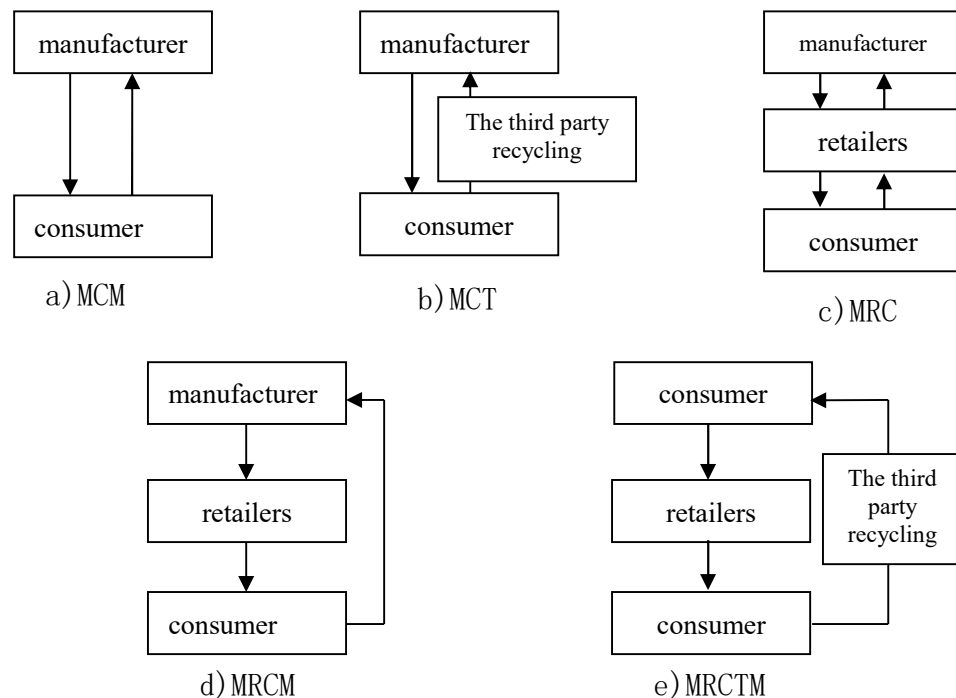 manufacturer
consumer
a)MCM
manufacturer
The third party
recycling
consumer
b)MCT
manufacturer
retailers
consumer
c)MRC
manufacturer
retailers
consumer
d)MRCM
consumer
retailers
The third
party
recycling
consumer
e)MRCTM